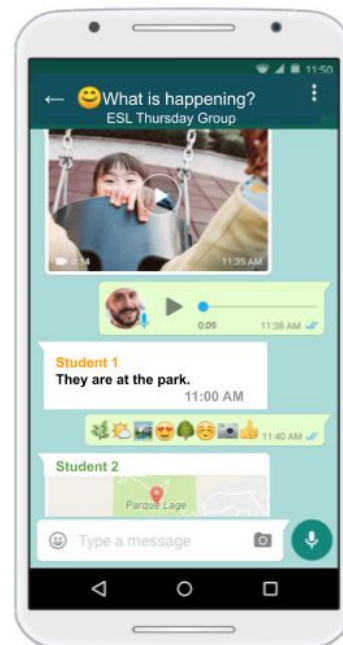 11:50
What is happening?
ESL Thursday Group
0:14 11:35 AM
0:09 11:38 AM
Student 1
They are at the park.
11:00 AM
11:40 AM
Student 2
Parque Lage
Type a message